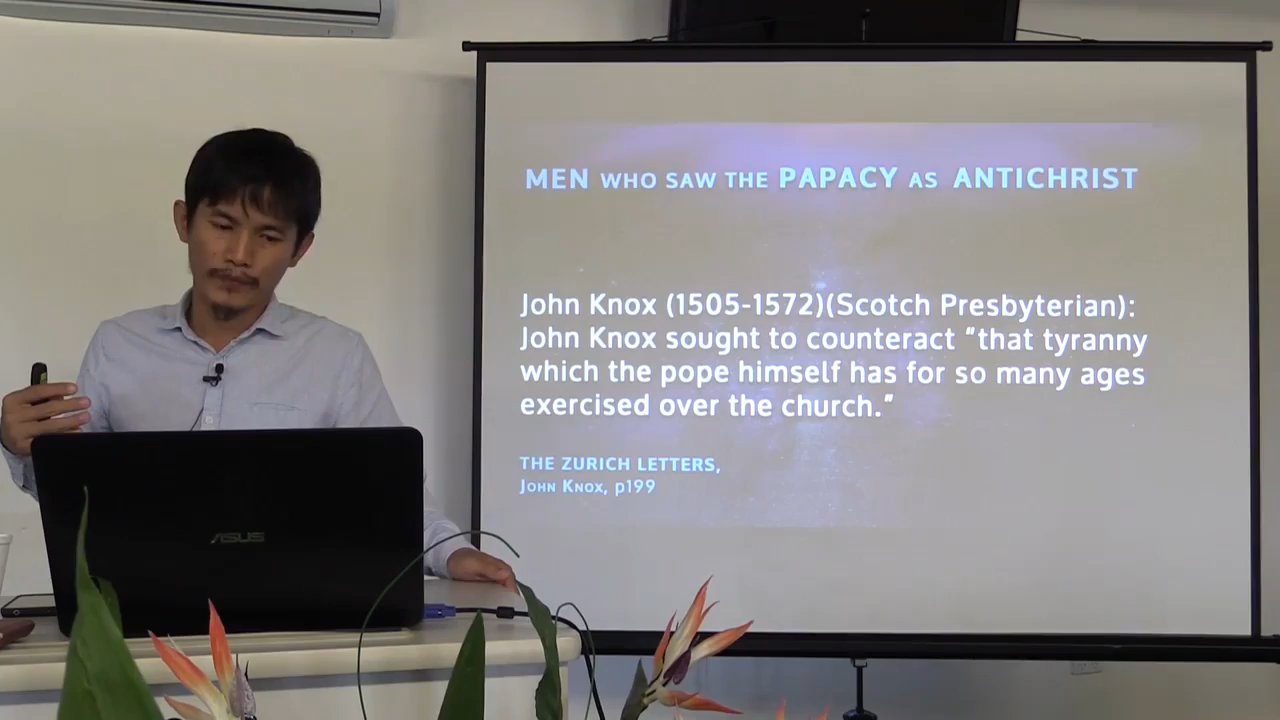 MEN WHO SAW THE PAPACY AS ANTICHRIST
John Knox (1505-1572)(Scotch Presbyterian):
John Knox sought to counteract "that tyranny
which the pope himself has for so many ages
exercised over the church."
THE ZURICH LETTERS,
JOHN KNOX, p199
ASUS